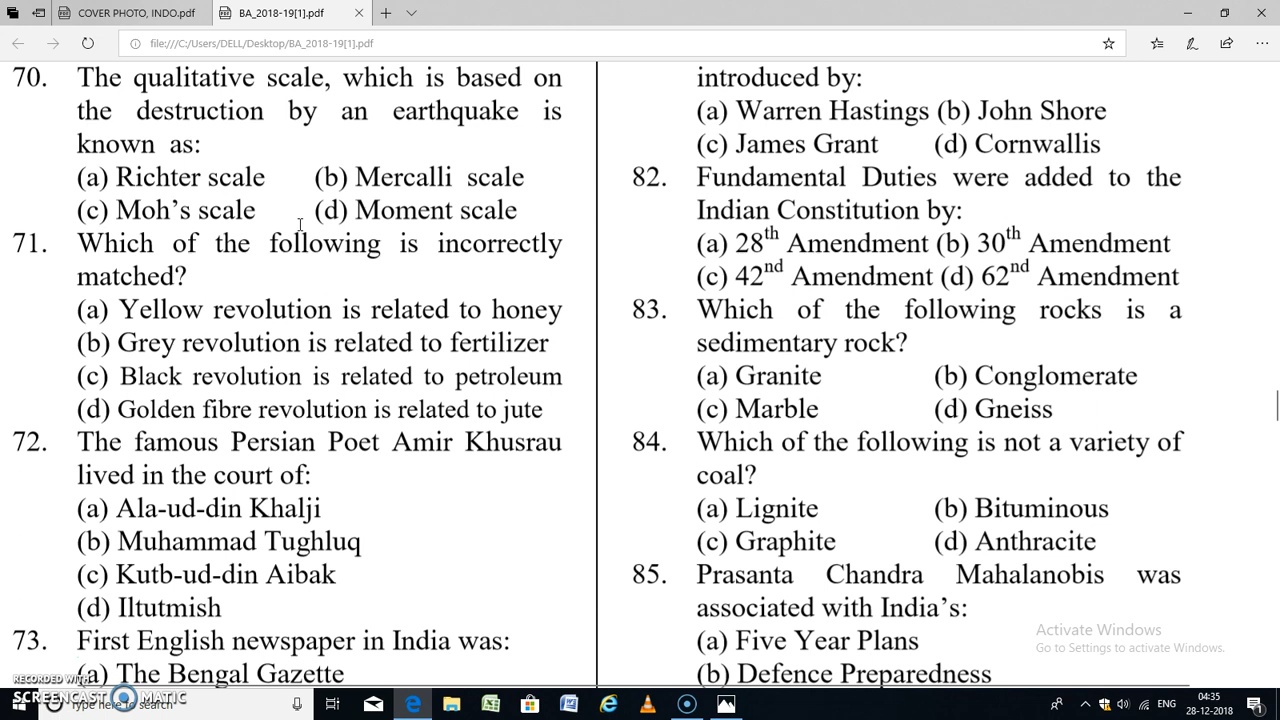 COVER PHOTO, INDO.pdf
BA_2018-19[1].pdf
file:///C:/Users/DELL/Desktop/BA_2018-19[1].pdf
70. The qualitative scale, which is based on
the destruction by an earthquake is
known as:
(a) Richter scale (b) Mercalli scale
(c) Moh’s scale (d) Moment scale
71. Which of the following is incorrectly
matched?
(a) Yellow revolution is related to honey
(b) Grey revolution is related to fertilizer
(c) Black revolution is related to petroleum
(d) Golden fibre revolution is related to jute
72. The famous Persian Poet Amir Khusrau
lived in the court of:
(a) Ala-ud-din Khalji
(b) Muhammad Tughluq
(c) Kutb-ud-din Aibak
(d) Iltutmish
73. First English newspaper in India was:
(a) The Bengal Gazette
introduced by:
(a) Warren Hastings (b) John Shore
(c) James Grant (d) Cornwallis
82. Fundamental Duties were added to the
Indian Constitution by:
(a) 28th Amendment (b) 30th Amendment
(c) 42nd Amendment (d) 62nd Amendment
83. Which of the following rocks is a
sedimentary rock?
(a) Granite (b) Conglomerate
(c) Marble (d) Gneiss
84. Which of the following is not a variety of
coal?
(a) Lignite (b) Bituminous
(c) Graphite (d) Anthracite
85. Prasanta Chandra Mahalanobis was
associated with India’s:
(a) Five Year Plans
(b) Defence Preparedness
Activate Windows
Go to Settings to activate Windows.
RECORDED WITH
SCREENCAST MATIC
Type here to search
ENG
04:35
28-12-2018